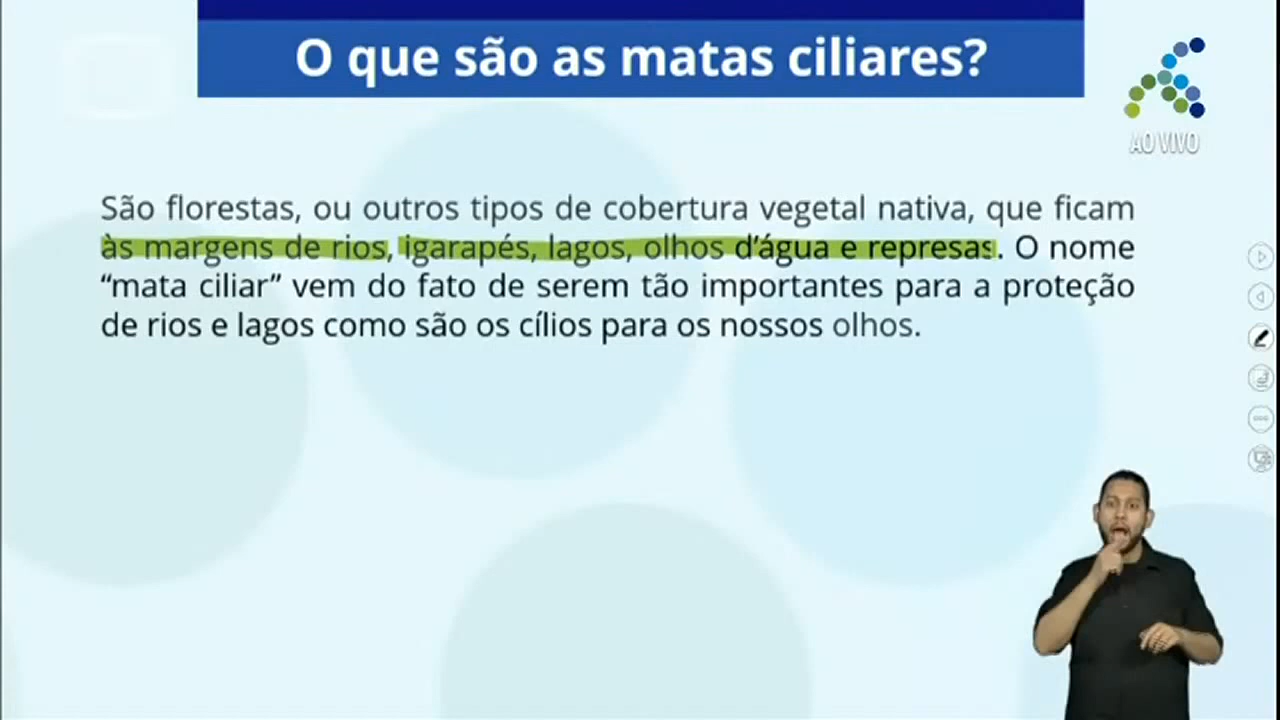 O que são as matas ciliares?
AO VIVO
São florestas, ou outros tipos de cobertura vegetal nativa, que ficam
às margens de rios, igarapés, lagos, olhos d’água e represas. O nome
“mata ciliar” vem do fato de serem tão importantes para a proteção
de rios e lagos como são os cílios para os nossos olhos.